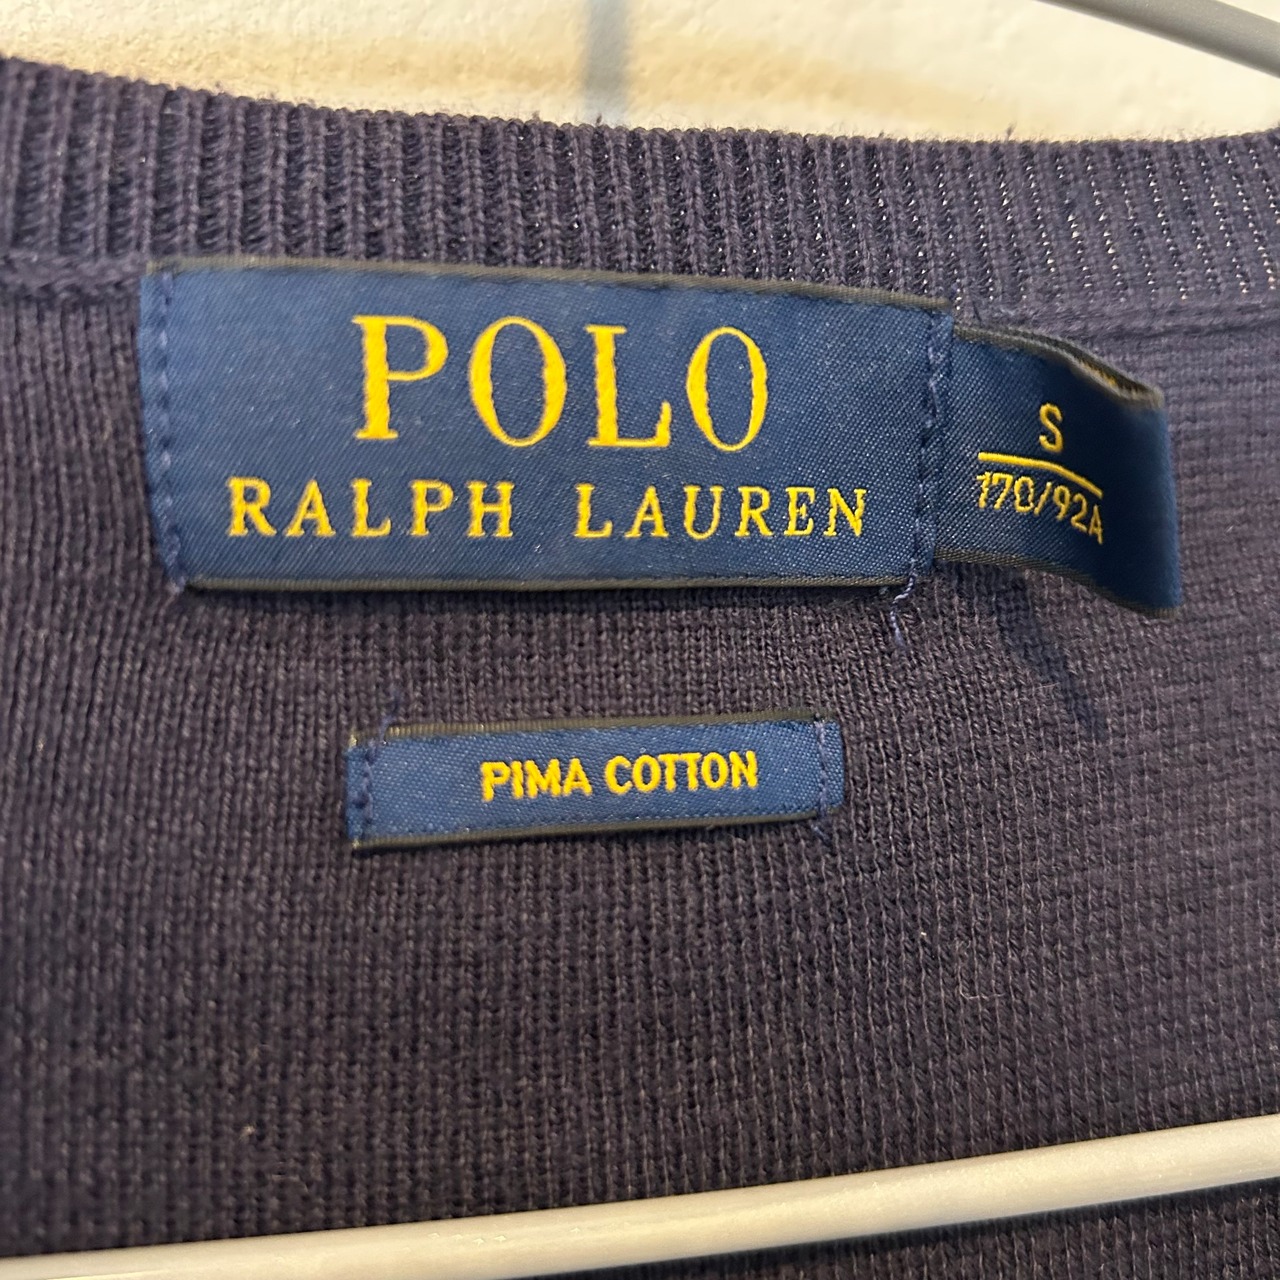 POLO
RALPH LAUREN
S
170/92A
PIMA COTTON